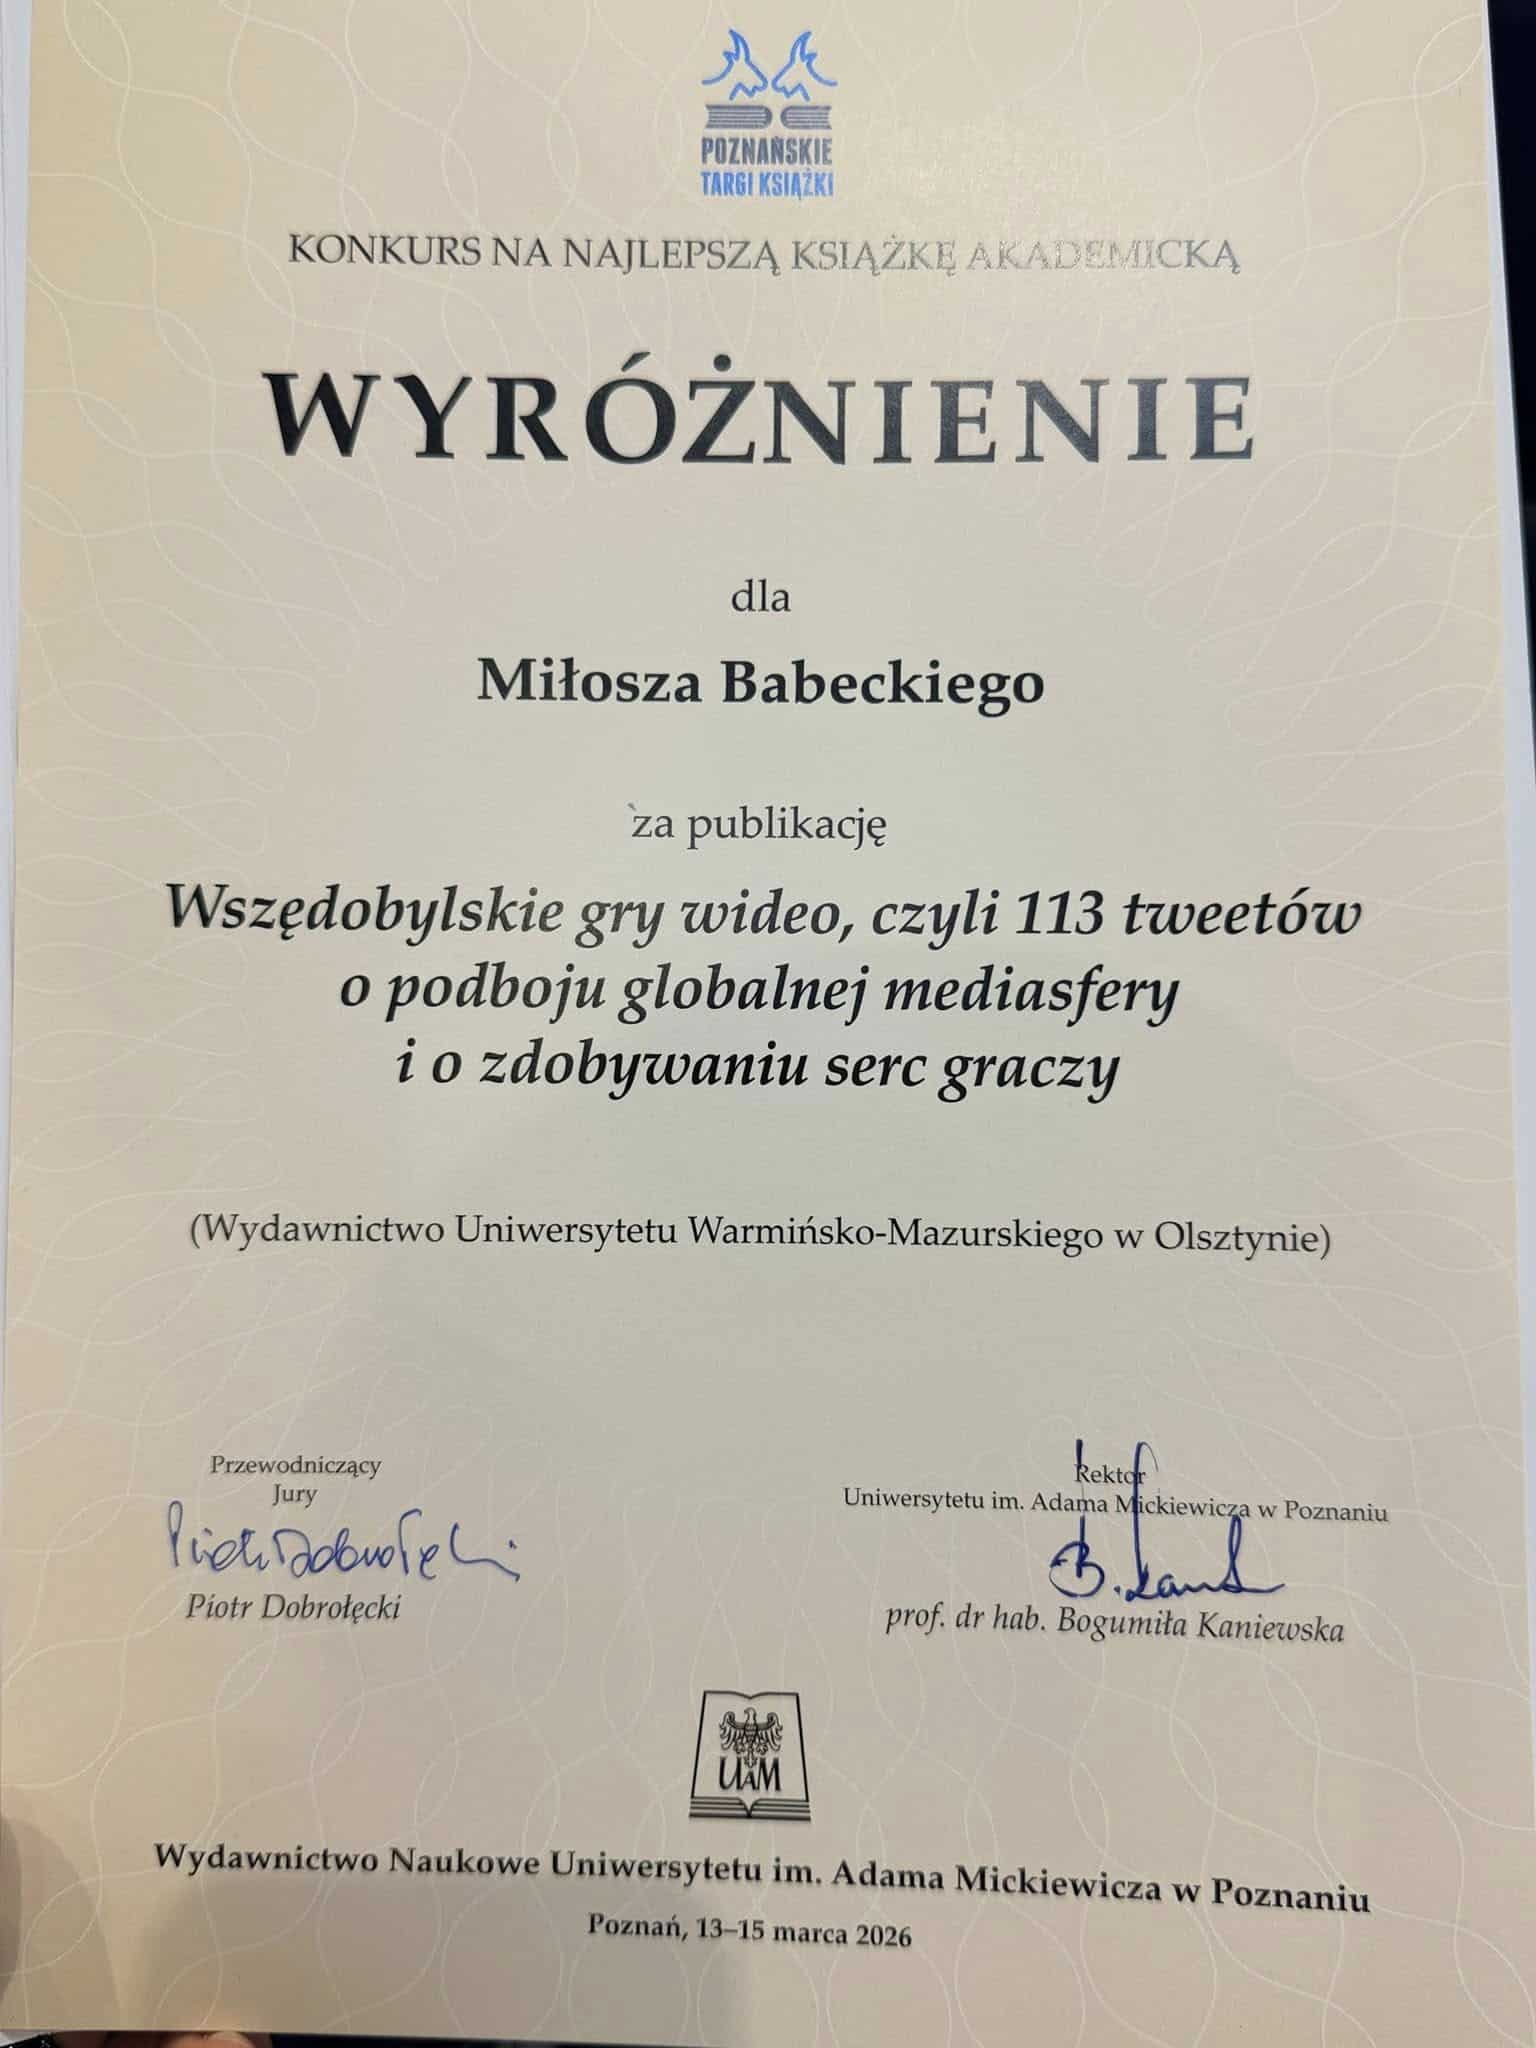 POZNAŃSKIE
TARGI KSIĄŻKI
KONKURS NA NAJLEPSZĄ KSIĄŻKĘ AKADEMICKĄ
WYRÓŻNIENIE
dla
Miłosza Babeckiego
za publikację
Wszędobylskie gry wideo, czyli 113 tweetów
o podboju globalnej mediasfery
i o zdobywaniu serc graczy
(Wydawnictwo Uniwersytetu Warmińsko-Mazurskiego w Olsztynie)
Przewodniczący
Jury
Piotr Dobrołęcki
Piotr Dobrołęcki
Rektor
Uniwersytetu im. Adama Mickiewicza w Poznaniu
prof. dr hab. Bogumiła Kaniewska
UAM
Wydawnictwo Naukowe Uniwersytetu im. Adama Mickiewicza w Poznaniu
Poznań, 13–15 marca 2026